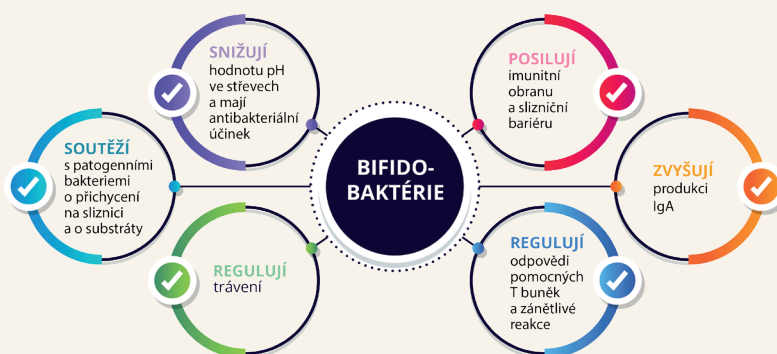 SNIŽUJÍ
hodnotu pH
ve střevech
a mají
antibakteriální
účinek
POSILUJÍ
imunitní
obranu
a slizniční
bariéru
SOUTĚŽÍ
s patogenními
bakteriemi
o přichycení
na sliznici
a o substráty
BIFIDO-
BAKTÉRIE
ZVYŠUJÍ
produkci
IgA
REGULUJÍ
trávení
REGULUJÍ
odpovědi
pomocných
T buněk
a zánětlivé
reakce